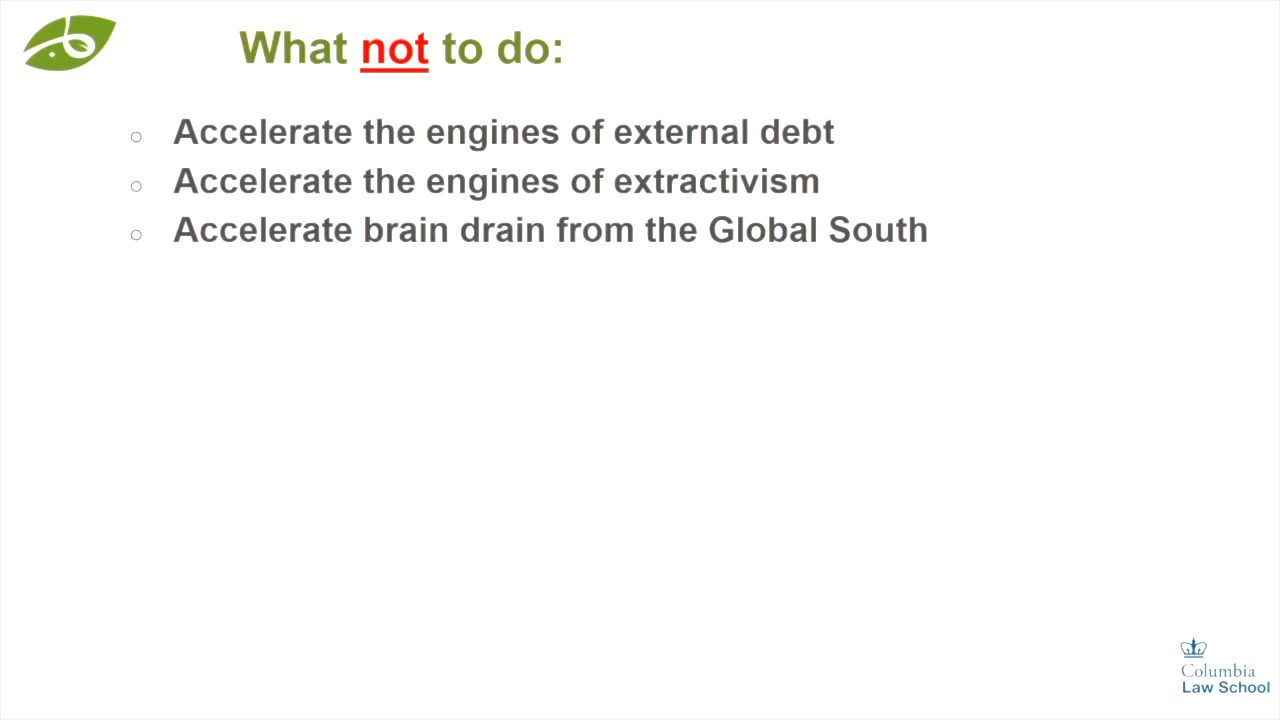 What not to do:
○ Accelerate the engines of external debt
○ Accelerate the engines of extractivism
○ Accelerate brain drain from the Global South
Columbia
Law School